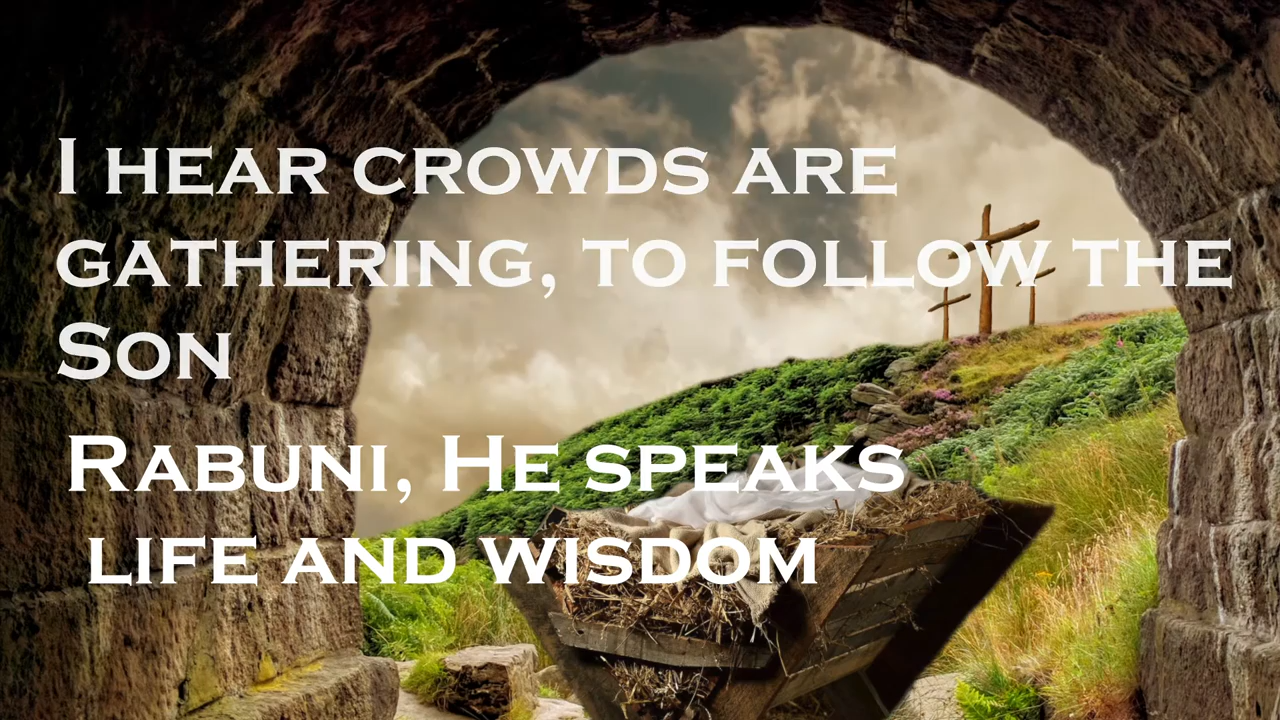 I hear crowds are
gathering, to follow the
Son
Rabuni, He speaks
life and wisdom